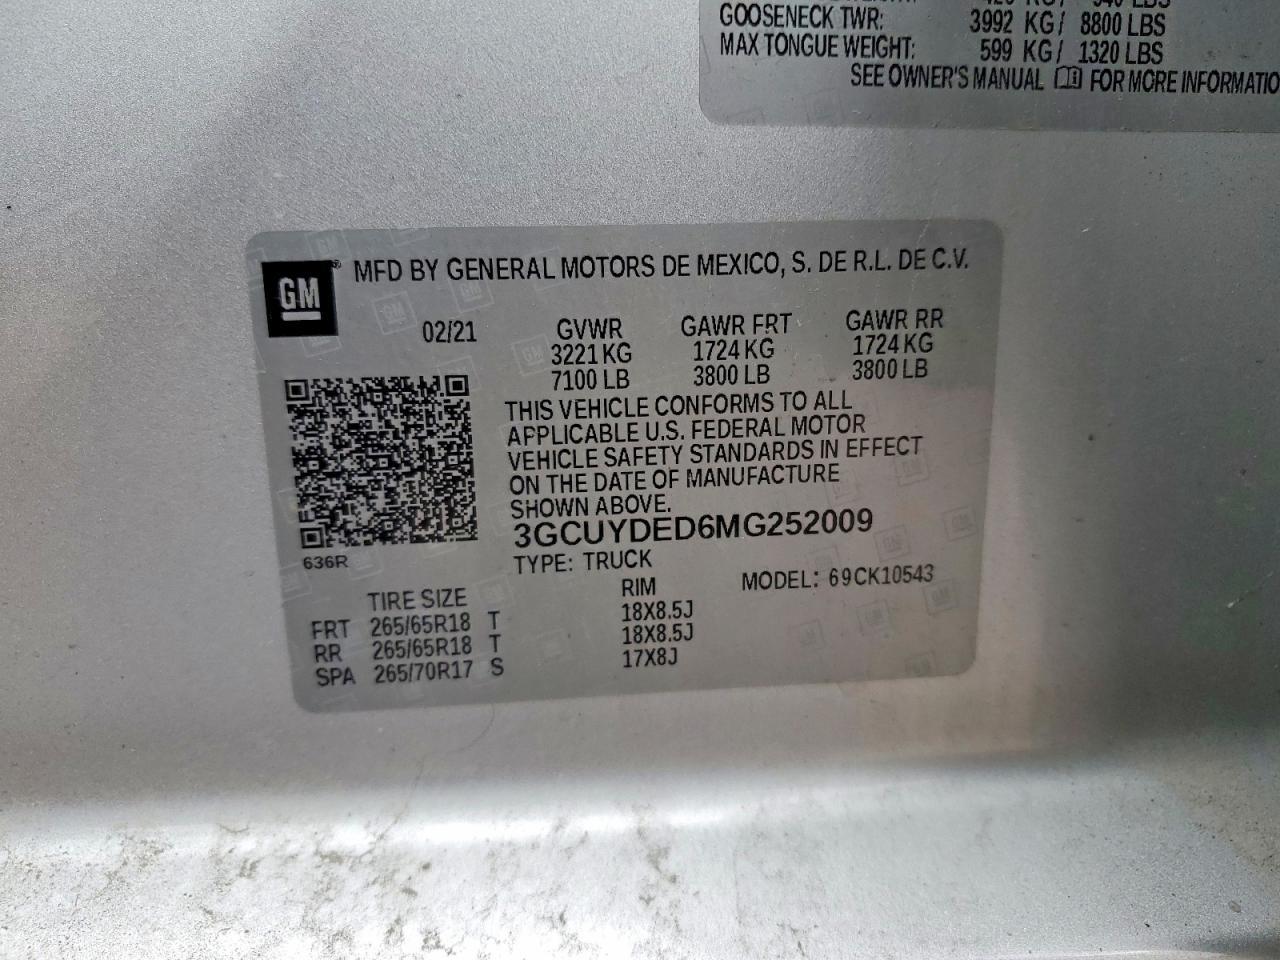 GOOSENECK TWR: 3992 KG/ 8800 LBS
MAX TONGUE WEIGHT: 599 KG/ 1320 LBS
SEE OWNER'S MANUAL FOR MORE INFORMATIO
GM ® MFD BY GENERAL MOTORS DE MEXICO, S. DE R.L. DE C.V.
02/21 GVWR GAWR FRT GAWR RR
3221 KG 1724 KG 1724 KG
7100 LB 3800 LB 3800 LB
THIS VEHICLE CONFORMS TO ALL
APPLICABLE U.S. FEDERAL MOTOR
VEHICLE SAFETY STANDARDS IN EFFECT
ON THE DATE OF MANUFACTURE
SHOWN ABOVE.
3GCUYDED6MG252009
636R
TYPE: TRUCK
MODEL: 69CK10543
TIRE SIZE RIM
FRT 265/65R18 T 18X8.5J
RR 265/65R18 T 18X8.5J
SPA 265/70R17 S 17X8J